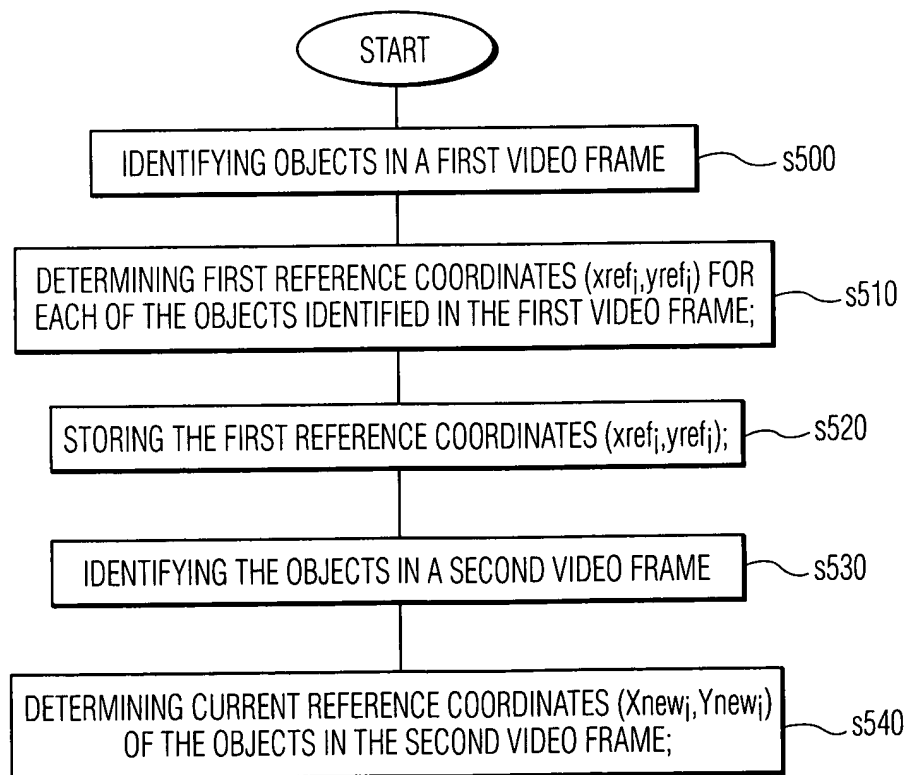 START
IDENTIFYING OBJECTS IN A FIRST VIDEO FRAME
s500
DETERMINING FIRST REFERENCE COORDINATES (xrefi,yrefi) FOR
EACH OF THE OBJECTS IDENTIFIED IN THE FIRST VIDEO FRAME;
s510
STORING THE FIRST REFERENCE COORDINATES (xrefi,yrefi);
s520
IDENTIFYING THE OBJECTS IN A SECOND VIDEO FRAME
s530
DETERMINING CURRENT REFERENCE COORDINATES (Xnewi,Ynewi)
OF THE OBJECTS IN THE SECOND VIDEO FRAME;
s540